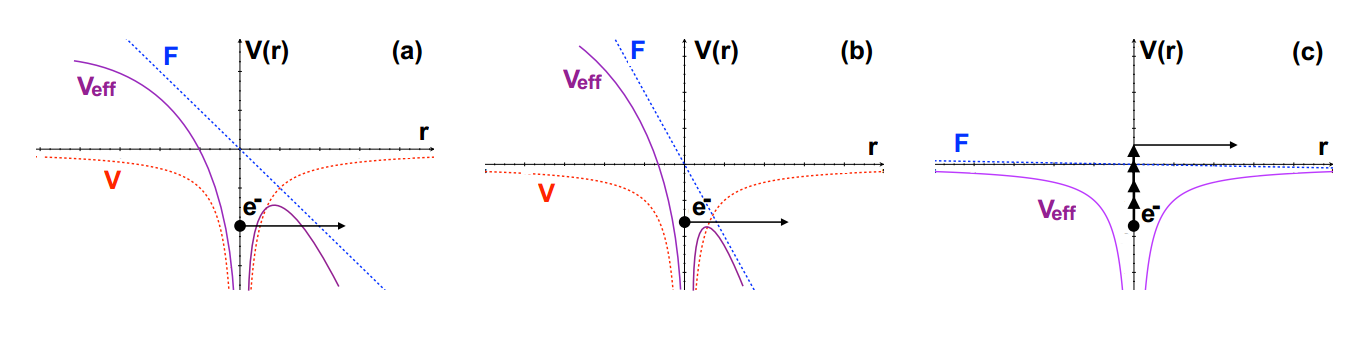 F V(r) (a)
Veff
r
V
e-
F V(r) (b)
Veff
r
V
e-
V(r) (c)
F
r
Veff
e-